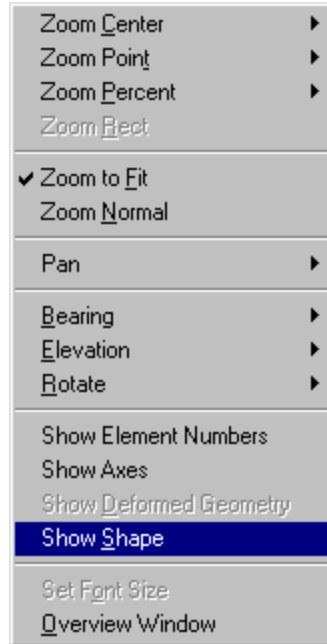 Zoom Center
Zoom Point
Zoom Percent
Zoom Rect
Zoom to Fit
Zoom Normal
Pan
Bearing
Elevation
Rotate
Show Element Numbers
Show Axes
Show Deformed Geometry
Show Shape
Set Font Size
Overview Window